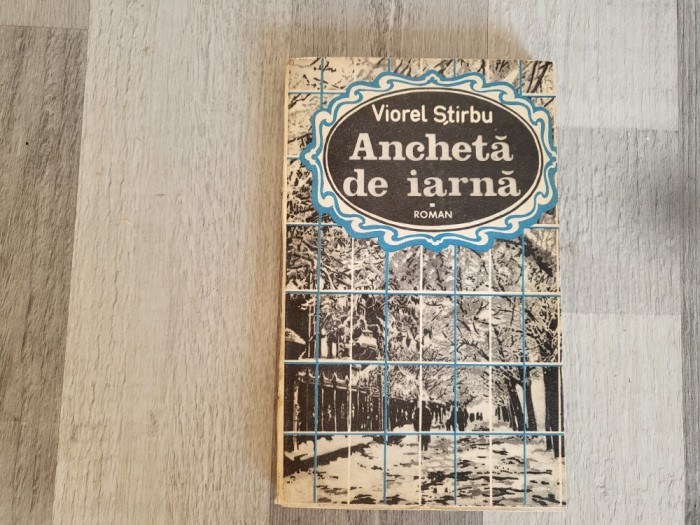 Viorel Știrbu
Anchetă
de iarnă
ROMAN